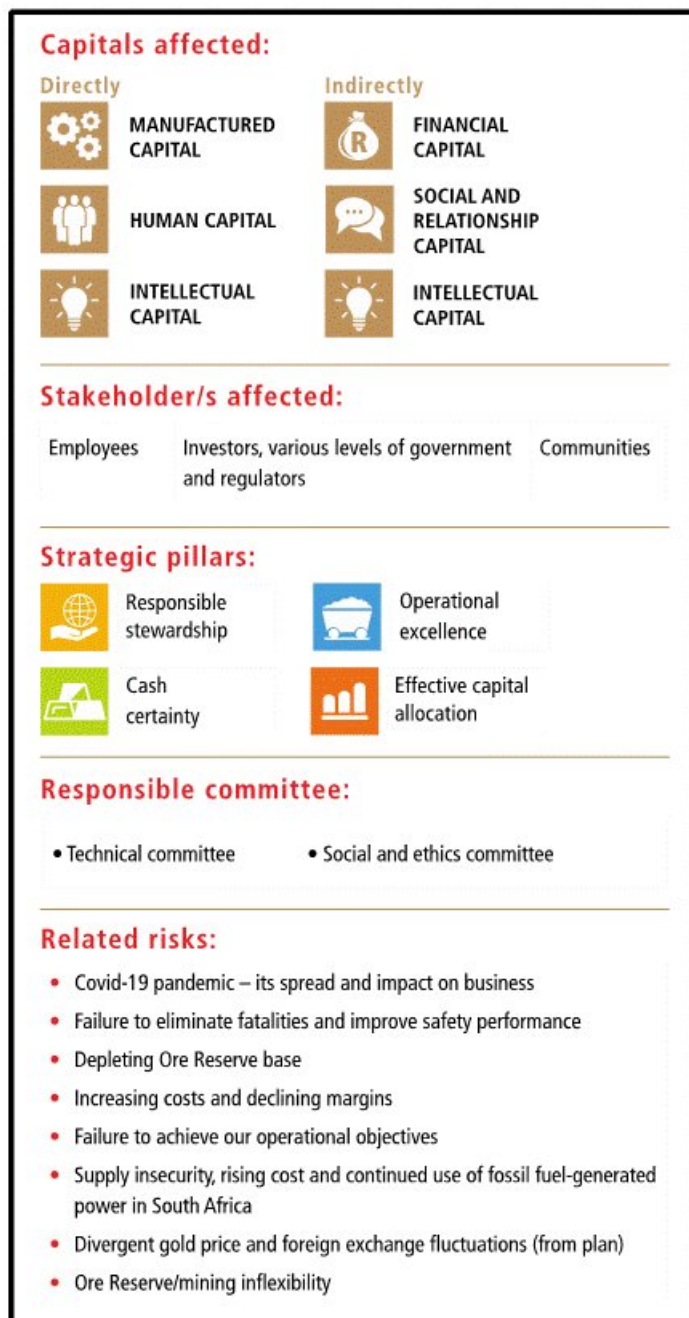 Capitals affected:
Directly
Indirectly
MANUFACTURED
CAPITAL
FINANCIAL
CAPITAL
R
HUMAN CAPITAL
SOCIAL AND
RELATIONSHIP
CAPITAL
INTELLECTUAL
CAPITAL
INTELLECTUAL
CAPITAL
Stakeholder/s affected:
Employees
Investors, various levels of government
and regulators
Communities
Strategic pillars:
Responsible
stewardship
Operational
excellence
Cash
certainty
Effective capital
allocation
Responsible committee:
• Technical committee
• Social and ethics committee
Related risks:
• Covid-19 pandemic – its spread and impact on business
• Failure to eliminate fatalities and improve safety performance
• Depleting Ore Reserve base
• Increasing costs and declining margins
• Failure to achieve our operational objectives
• Supply insecurity, rising cost and continued use of fossil fuel-generated
power in South Africa
• Divergent gold price and foreign exchange fluctuations (from plan)
• Ore Reserve/mining inflexibility